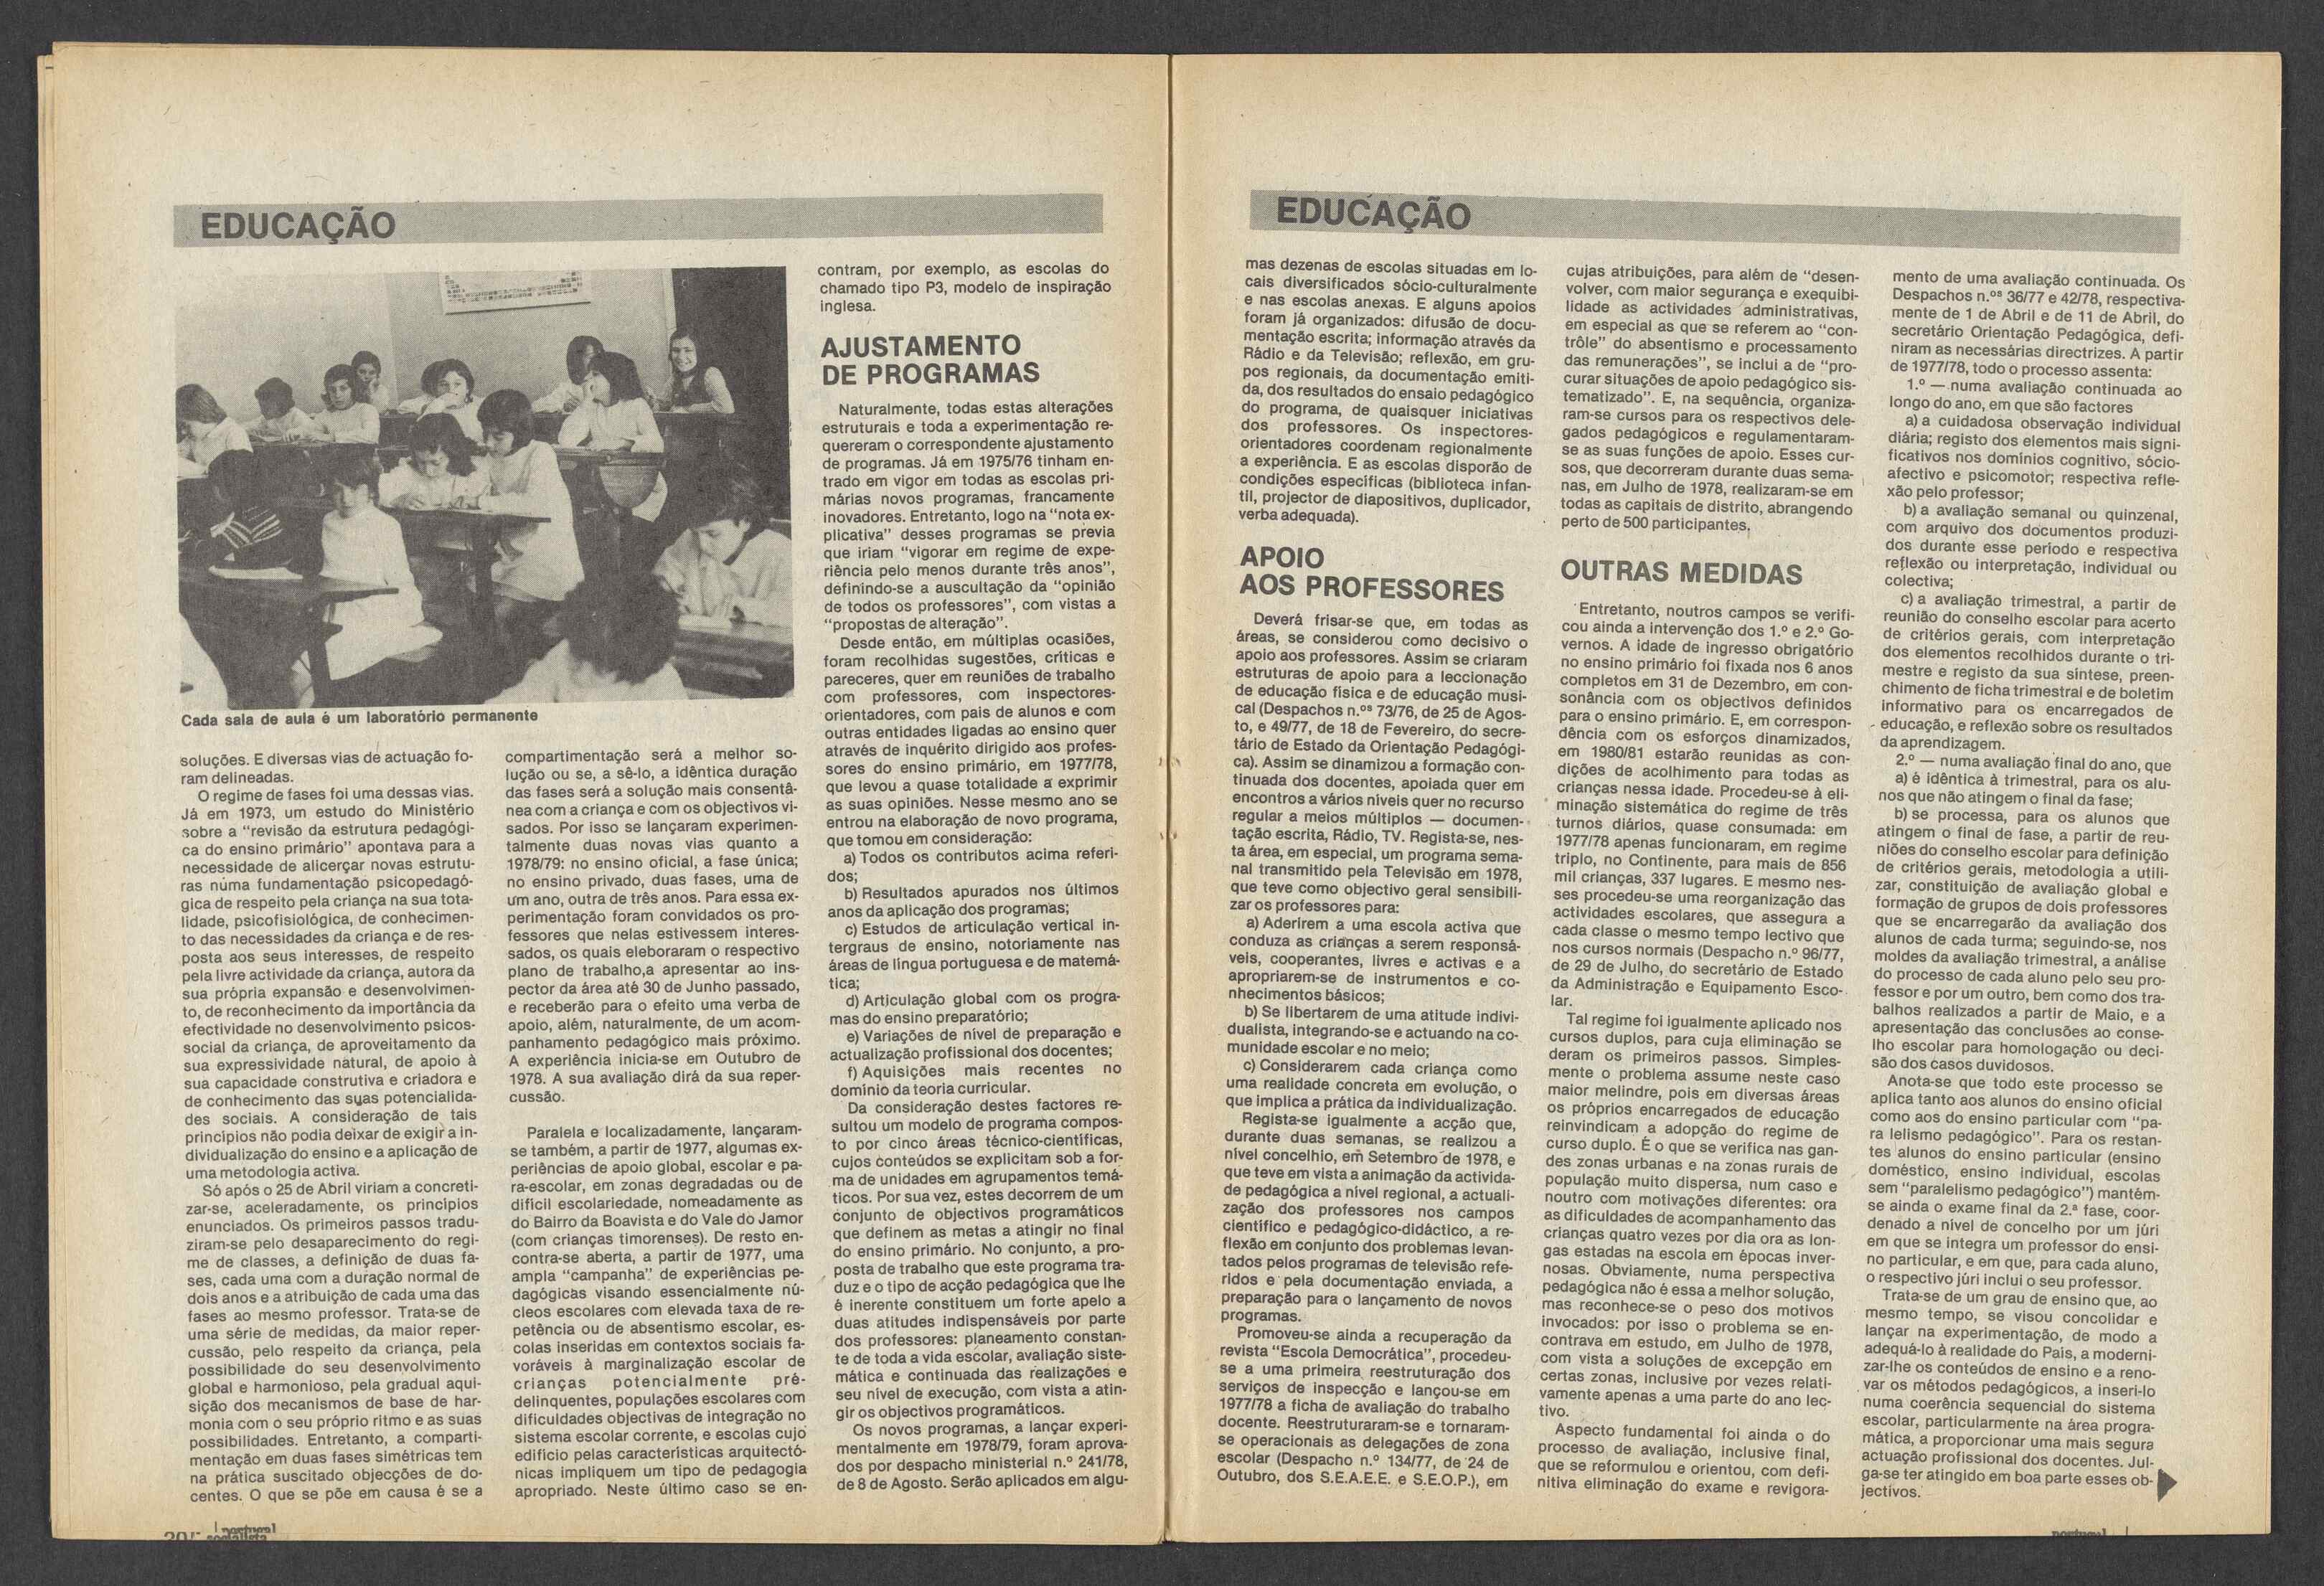 EDUCAÇÃO
Cada sala de aula é um laboratório permanente
soluções. E diversas vias de actuação fo-
ram delineadas.
O regime de fases foi uma dessas vias.
Já em 1973, um estudo do Ministério
sobre a "revisão da estrutura pedagógi-
ca do ensino primário" apontava para a
necessidade de alicerçar novas estrutu-
ras numa fundamentação psicopedagó-
gica de respeito pela criança na sua tota-
lidade, psicofisiológica, de conhecimen-
to das necessidades da criança e de res-
posta aos seus interesses, de respeito
pela livre actividade da criança, autora da
sua própria expansão e desenvolvimen-
to, de reconhecimento da importância da
efectividade no desenvolvimento psicos-
social da criança, de aproveitamento da
sua expressividade natural, de apoio à
sua capacidade construtiva e criadora e
de conhecimento das suas potencialida-
des sociais. A consideração de tais
princípios não podia deixar de exigir a in-
dividualização do ensino e a aplicação de
uma metodologia activa.
Só após o 25 de Abril viriam a concreti-
zar-se, aceleradamente, os princípios
enunciados. Os primeiros passos tradu-
ziram-se pelo desaparecimento do regi-
me de classes, a definição de duas fa-
ses, cada uma com a duração normal de
dois anos e a atribuição de cada uma das
fases ao mesmo professor. Trata-se de
uma série de medidas, da maior reper-
cussão, pelo respeito da criança, pela
possibilidade do seu desenvolvimento
global e harmonioso, pela gradual aqui-
sição dos mecanismos de base de har-
monia com o seu próprio ritmo e as suas
possibilidades. Entretanto, a comparti-
mentação em duas fases simétricas tem
na prática suscitado objecções de do-
centes. O que se põe em causa é se a
compartimentação será a melhor so-
lução ou se, a sê-lo, a idêntica duração
das fases será a solução mais consentâ-
nea com a criança e com os objectivos vi-
sados. Por isso se lançaram experimen-
talmente duas novas vias quanto a
1978/79: no ensino oficial, a fase única;
no ensino privado, duas fases, uma de
um ano, outra de três anos. Para essa ex-
perimentação foram convidados os pro-
fessores que nelas estivessem interes-
sados, os quais eleboraram o respectivo
plano de trabalho,a apresentar ao ins-
pector da área até 30 de Junho passado,
e receberão para o efeito uma verba de
apoio, além, naturalmente, de um acom-
panhamento pedagógico mais próximo.
A experiência inicia-se em Outubro de
1978. A sua avaliação dirá da sua reper-
cussão.
Paralela e localizadamente, lançaram-
se também, a partir de 1977, algumas ex-
periências de apoio global, escolar e pa-
ra-escolar, em zonas degradadas ou de
difícil escolariedade, nomeadamente as
do Bairro da Boavista e do Vale do Jamor
(com crianças timorenses). De resto en-
contra-se aberta, a partir de 1977, uma
ampla "campanha" de experiências pe-
dagógicas visando essencialmente nú-
cleos escolares com elevada taxa de re-
petência ou de absentismo escolar, es-
colas inseridas em contextos sociais fa-
voráveis à marginalização escolar de
crianças potencialmente pré-
delinquentes, populações escolares com
dificuldades objectivas de integração no
sistema escolar corrente, e escolas cujo
edifício pelas características arquitectó-
nicas impliquem um tipo de pedagogia
apropriado. Neste último caso se en-
contram, por exemplo, as escolas do
chamado tipo P3, modelo de inspiração
inglesa.
AJUSTAMENTO
DE PROGRAMAS
Naturalmente, todas estas alterações
estruturais e toda a experimentação re-
quereram o correspondente ajustamento
de programas. Já em 1975/76 tinham en-
trado em vigor em todas as escolas pri-
márias novos programas, francamente
inovadores. Entretanto, logo na "nota ex-
plicativa" desses programas se previa
que iriam "vigorar em regime de expe-
riência pelo menos durante três anos",
definindo-se a auscultação da "opinião
de todos os professores", com vistas a
"propostas de alteração".
Desde então, em múltiplas ocasiões,
foram recolhidas sugestões, críticas e
pareceres, quer em reuniões de trabalho
com professores, com inspectores-
orientadores, com pais de alunos e com
outras entidades ligadas ao ensino quer
através de inquérito dirigido aos profes-
sores do ensino primário, em 1977/78,
que levou a quase totalidade a exprimir
as suas opiniões. Nesse mesmo ano se
entrou na elaboração de novo programa,
que tomou em consideração:
a) Todos os contributos acima referi-
dos;
b) Resultados apurados nos últimos
anos da aplicação dos programas;
c) Estudos de articulação vertical in-
tergraus de ensino, notoriamente nas
áreas de língua portuguesa e de matemá-
tica;
d) Articulação global com os progra-
mas do ensino preparatório;
e) Variações de nível de preparação e
actualização profissional dos docentes;
f) Aquisições mais recentes no
domínio da teoria curricular.
Da consideração destes factores re-
sultou um modelo de programa compos-
to por cinco áreas técnico-científicas,
cujos conteúdos se explicitam sob a for-
ma de unidades em agrupamentos temá-
ticos. Por sua vez, estes decorrem de um
conjunto de objectivos programáticos
que definem as metas a atingir no final
do ensino primário. No conjunto, a pro-
posta de trabalho que este programa tra-
duz e o tipo de acção pedagógica que lhe
é inerente constituem um forte apelo a
duas atitudes indispensáveis por parte
dos professores: planeamento constan-
te de toda a vida escolar, avaliação siste-
mática e continuada das realizações e
seu nível de execução, com vista a atin-
gir os objectivos programáticos.
Os novos programas, a lançar experi-
mentalmente em 1978/79, foram aprova-
dos por despacho ministerial n.º 241/78,
de 8 de Agosto. Serão aplicados em algu-
portugal
socialista
EDUCAÇÃO
mas dezenas de escolas situadas em lo-
cais diversificados sócio-culturalmente
e nas escolas anexas. E alguns apoios
foram já organizados: difusão de docu-
mentação escrita; informação através da
Rádio e da Televisão; reflexão, em gru-
pos regionais, da documentação emiti-
da, dos resultados do ensaio pedagógico
do programa, de quaisquer iniciativas
dos professores. Os inspectores-
orientadores coordenam regionalmente
a experiência. E as escolas disporão de
condições específicas (biblioteca infan-
til, projector de diapositivos, duplicador,
verba adequada).
APOIO
AOS PROFESSORES
Deverá frisar-se que, em todas as
áreas, se considerou como decisivo o
apoio aos professores. Assim se criaram
estruturas de apoio para a leccionação
de educação física e de educação musi-
cal (Despachos n.ºs 73/76, de 25 de Agos-
to, e 49/77, de 18 de Fevereiro, do secre-
tário de Estado da Orientação Pedagógi-
ca). Assim se dinamizou a formação con-
tinuada dos docentes, apoiada quer em
encontros a vários níveis quer no recurso
regular a meios múltiplos — documen-
tação escrita, Rádio, TV. Regista-se, nes-
ta área, em especial, um programa sema-
nal transmitido pela Televisão em 1978,
que teve como objectivo geral sensibili-
zar os professores para:
a) Aderirem a uma escola activa que
conduza as crianças a serem responsá-
veis, cooperantes, livres e activas e a
apropriarem-se de instrumentos e co-
nhecimentos básicos;
b) Se libertarem de uma atitude indivi-
dualista, integrando-se e actuando na co-
munidade escolar e no meio;
c) Considerarem cada criança como
uma realidade concreta em evolução, o
que implica a prática da individualização.
Regista-se igualmente a acção que,
durante duas semanas, se realizou a
nível concelhio, em Setembro de 1978, e
que teve em vista a animação da activida-
de pedagógica a nível regional, a actuali-
zação dos professores nos campos
científico e pedagógico-didáctico, a re-
flexão em conjunto dos problemas levan-
tados pelos programas de televisão refe-
ridos e pela documentação enviada, a
preparação para o lançamento de novos
programas.
Promoveu-se ainda a recuperação da
revista "Escola Democrática", procedeu-
se a uma primeira reestruturação dos
serviços de inspecção e lançou-se em
1977/78 a ficha de avaliação do trabalho
docente. Reestruturaram-se e tornaram-
se operacionais as delegações de zona
escolar (Despacho n.º 134/77, de 24 de
Outubro, dos S.E.A.E.E. e S.E.O.P.), em
cujas atribuições, para além de "desen-
volver, com maior segurança e exequibi-
lidade as actividades administrativas,
em especial as que se referem ao "con-
trôle" do absentismo e processamento
das remunerações", se inclui a de "pro-
curar situações de apoio pedagógico sis-
tematizado". E, na sequência, organiza-
ram-se cursos para os respectivos dele-
gados pedagógicos e regulamentaram-
se as suas funções de apoio. Esses cur-
sos, que decorreram durante duas sema-
nas, em Julho de 1978, realizaram-se em
todas as capitais de distrito, abrangendo
perto de 500 participantes,
OUTRAS MEDIDAS
Entretanto, noutros campos se verifi-
cou ainda a intervenção dos 1.º e 2.º Go-
vernos. A idade de ingresso obrigatório
no ensino primário foi fixada nos 6 anos
completos em 31 de Dezembro, em con-
sonância com os objectivos definidos
para o ensino primário. E, em correspon-
dência com os esforços dinamizados,
em 1980/81 estarão reunidas as con-
dições de acolhimento para todas as
crianças nessa idade. Procedeu-se à eli-
minação sistemática do regime de três
turnos diários, quase consumada: em
1977/78 apenas funcionaram, em regime
triplo, no Continente, para mais de 856
mil crianças, 337 lugares. E mesmo nes-
ses procedeu-se uma reorganização das
actividades escolares, que assegura a
cada classe o mesmo tempo lectivo que
nos cursos normais (Despacho n.º 96/77,
de 29 de Julho, do secretário de Estado
da Administração e Equipamento Esco-
lar.
Tal regime foi igualmente aplicado nos
cursos duplos, para cuja eliminação se
deram os primeiros passos. Simples-
mente o problema assume neste caso
maior melindre, pois em diversas áreas
os próprios encarregados de educação
reinvindicam a adopção do regime de
curso duplo. É o que se verifica nas gan-
des zonas urbanas e na zonas rurais de
população muito dispersa, num caso e
noutro com motivações diferentes: ora
as dificuldades de acompanhamento das
crianças quatro vezes por dia ora as lon-
gas estadas na escola em épocas inver-
nosas. Obviamente, numa perspectiva
pedagógica não é essa a melhor solução,
mas reconhece-se o peso dos motivos
invocados: por isso o problema se en-
contrava em estudo, em Julho de 1978,
com vista a soluções de excepção em
certas zonas, inclusive por vezes relati-
vamente apenas a uma parte do ano lec-
tivo.
Aspecto fundamental foi ainda o do
processo de avaliação, inclusive final,
que se reformulou e orientou, com defi-
nitiva eliminação do exame e revigora-
mento de uma avaliação continuada. Os
Despachos n.ºs 36/77 e 42/78, respectiva-
mente de 1 de Abril e de 11 de Abril, do
secretário Orientação Pedagógica, defi-
niram as necessárias directrizes. A partir
de 1977/78, todo o processo assenta:
1.º — numa avaliação continuada ao
longo do ano, em que são factores
a) a cuidadosa observação individual
diária; registo dos elementos mais signi-
ficativos nos domínios cognitivo, sócio-
afectivo e psicomotor; respectiva refle-
xão pelo professor;
b) a avaliação semanal ou quinzenal,
com arquivo dos documentos produzi-
dos durante esse período e respectiva
reflexão ou interpretação, individual ou
colectiva;
c) a avaliação trimestral, a partir de
reunião do conselho escolar para acerto
de critérios gerais, com interpretação
dos elementos recolhidos durante o tri-
mestre e registo da sua síntese, preen-
chimento de ficha trimestral e de boletim
informativo para os encarregados de
educação, e reflexão sobre os resultados
da aprendizagem.
2.º — numa avaliação final do ano, que
a) é idêntica à trimestral, para os alu-
nos que não atingem o final da fase;
b) se processa, para os alunos que
atingem o final de fase, a partir de reu-
niões do conselho escolar para definição
de critérios gerais, metodologia a utili-
zar, constituição de avaliação global e
formação de grupos de dois professores
que se encarregarão da avaliação dos
alunos de cada turma; seguindo-se, nos
moldes da avaliação trimestral, a análise
do processo de cada aluno pelo seu pro-
fessor e por um outro, bem como dos tra-
balhos realizados a partir de Maio, e a
apresentação das conclusões ao conse-
lho escolar para homologação ou deci-
são dos casos duvidosos.
Anota-se que todo este processo se
aplica tanto aos alunos do ensino oficial
como aos do ensino particular com "pa-
ra lelismo pedagógico". Para os restan-
tes alunos do ensino particular (ensino
doméstico, ensino individual, escolas
sem "paralelismo pedagógico") mantém-
se ainda o exame final da 2.ª fase, coor-
denado a nível de concelho por um júri
em que se integra um professor do ensi-
no particular, e em que, para cada aluno,
o respectivo júri inclui o seu professor.
Trata-se de um grau de ensino que, ao
mesmo tempo, se visou concolidar e
lançar na experimentação, de modo a
adequá-lo à realidade do País, a moderni-
zar-lhe os conteúdos de ensino e a reno-
var os métodos pedagógicos, a inseri-lo
numa coerência sequencial do sistema
escolar, particularmente na área progra-
mática, a proporcionar uma mais segura
actuação profissional dos docentes. Jul-
ga-se ter atingido em boa parte esses ob-
jectivos.